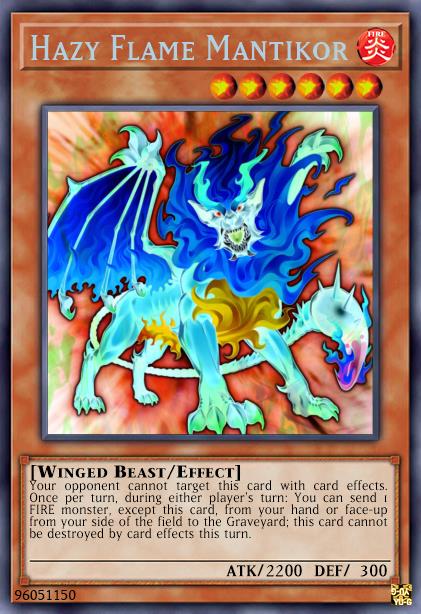 HAZY FLAME MANTIKOR
FIRE
炎
[WINGED BEAST/EFFECT]
Your opponent cannot target this card with card effects.
Once per turn, during either player's turn: You can send 1
FIRE monster, except this card, from your hand or face-up
from your side of the field to the Graveyard; this card cannot
be destroyed by card effects this turn.
ATK/2200 DEF/ 300
96051150